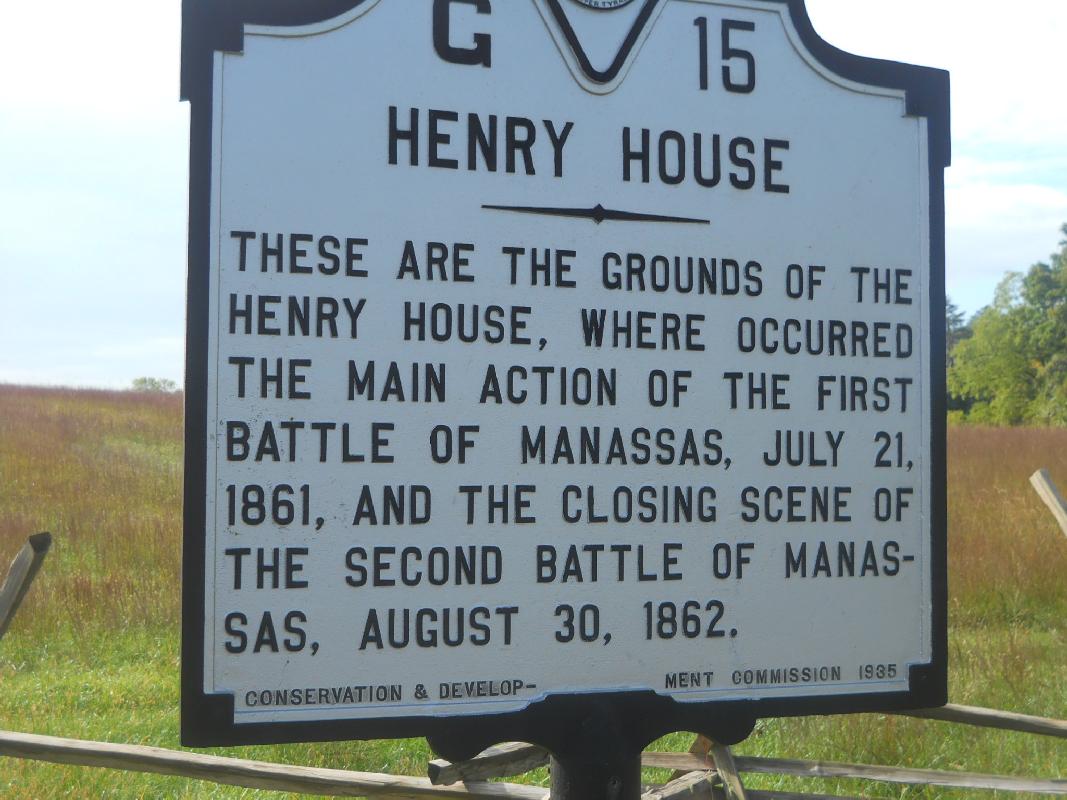 G 15
HENRY HOUSE
THESE ARE THE GROUNDS OF THE
HENRY HOUSE, WHERE OCCURRED
THE MAIN ACTION OF THE FIRST
BATTLE OF MANASSAS, JULY 21,
1861, AND THE CLOSING SCENE OF
THE SECOND BATTLE OF MANAS-
SAS, AUGUST 30, 1862.
CONSERVATION & DEVELOP- MENT COMMISSION 1935